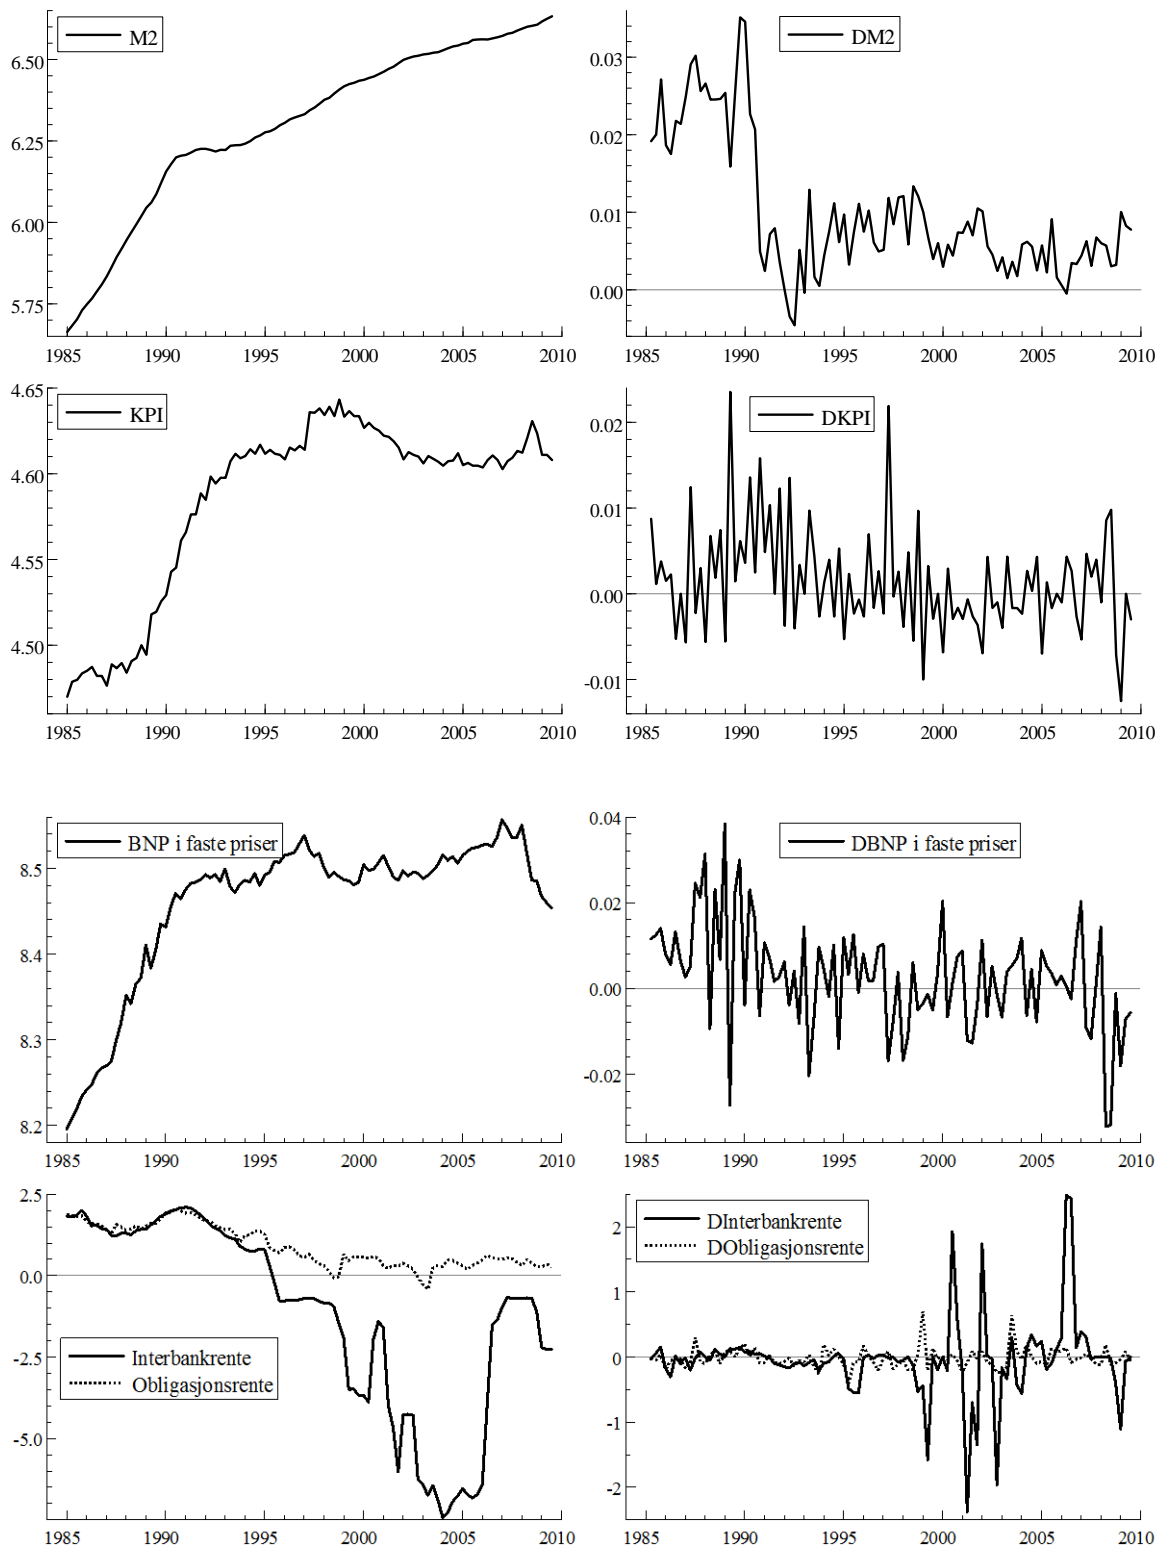 M2
6.50
6.25
6.00
5.75
1985 1990 1995 2000 2005 2010
DM2
0.03
0.02
0.01
0.00
1985 1990 1995 2000 2005 2010
KPI
4.65
4.60
4.55
4.50
1985 1990 1995 2000 2005 2010
DKPI
0.02
0.01
0.00
-0.01
1985 1990 1995 2000 2005 2010
BNP i faste priser
8.5
8.4
8.3
8.2
1985 1990 1995 2000 2005 2010
DBNP i faste priser
0.04
0.02
0.00
-0.02
1985 1990 1995 2000 2005 2010
2.5
0.0
-2.5
-5.0
Interbankrente
Obligasjonsrente
1985 1990 1995 2000 2005 2010
DInterbankrente
DObligasjonsrente
2
1
0
-1
-2
1985 1990 1995 2000 2005 2010